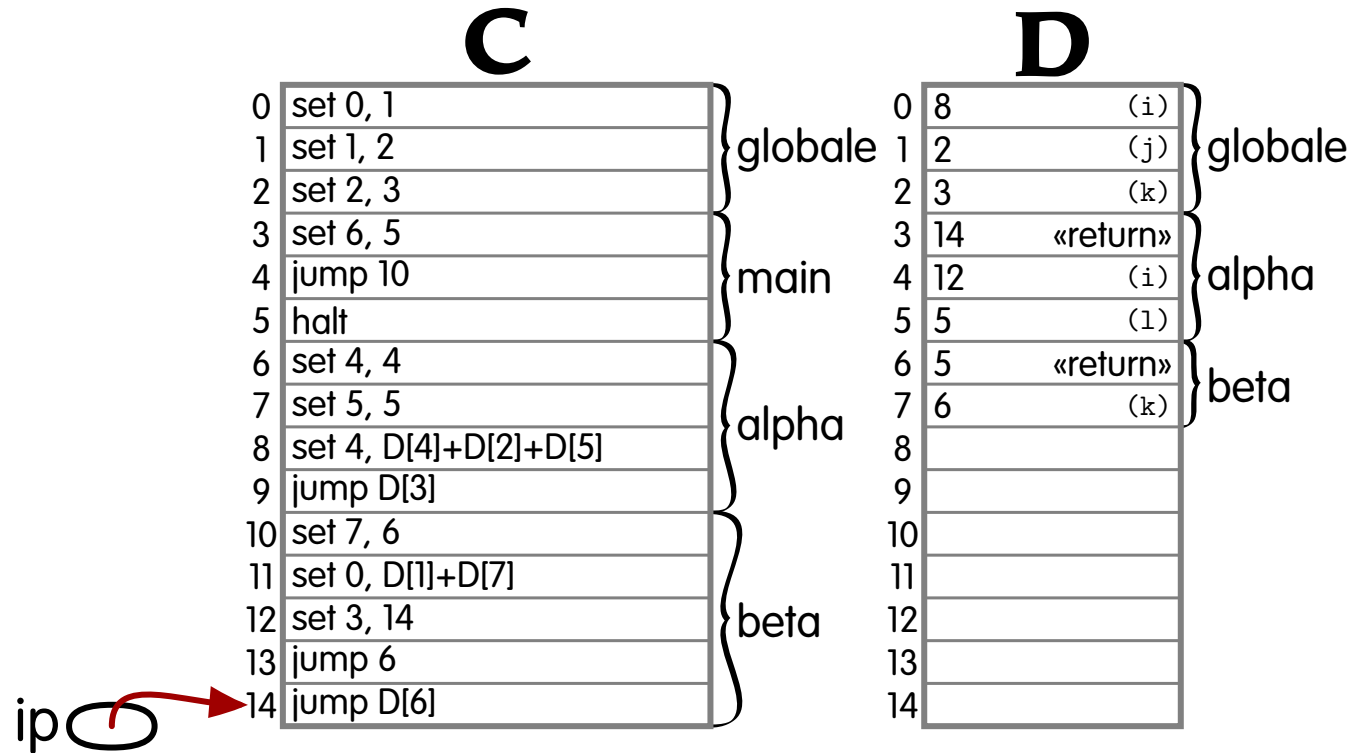 C D
0 set 0, 1 0 8 (i)
1 set 1, 2 globale 1 2 (j) globale
2 set 2, 3 2 3 (k)
3 set 6, 5 3 14 «return»
4 jump 10 main 4 12 (i) alpha
5 halt 5 5 (l)
6 set 4, 4 6 5 «return»
7 set 5, 5 7 6 (k) beta
8 set 4, D[4]+D[2]+D[5] alpha 8
9 jump D[3] 9
10 set 7, 6 10
11 set 0, D[1]+D[7] 11
12 set 3, 14 beta 12
13 jump 6 13
ip 14 jump D[6] 14